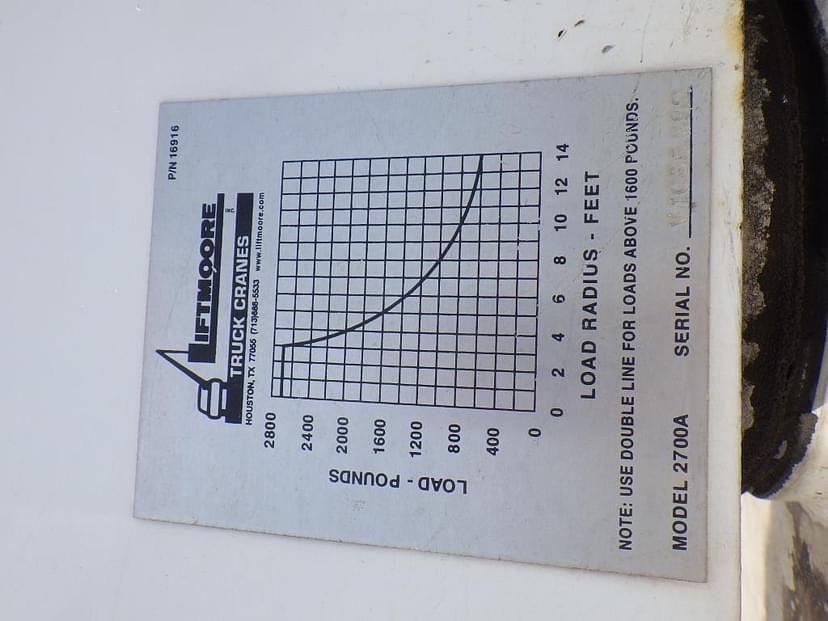 P/N 16916
LIFTMOORE INC.
TRUCK CRANES
HOUSTON, TX 77055 (713)688-5533 www.liftmoore.com
LOAD - POUNDS
2800
2400
2000
1600
1200
800
400
0
0 2 4 6 8 10 12 14
LOAD RADIUS - FEET
NOTE: USE DOUBLE LINE FOR LOADS ABOVE 1600 POUNDS.
MODEL 2700A SERIAL NO.